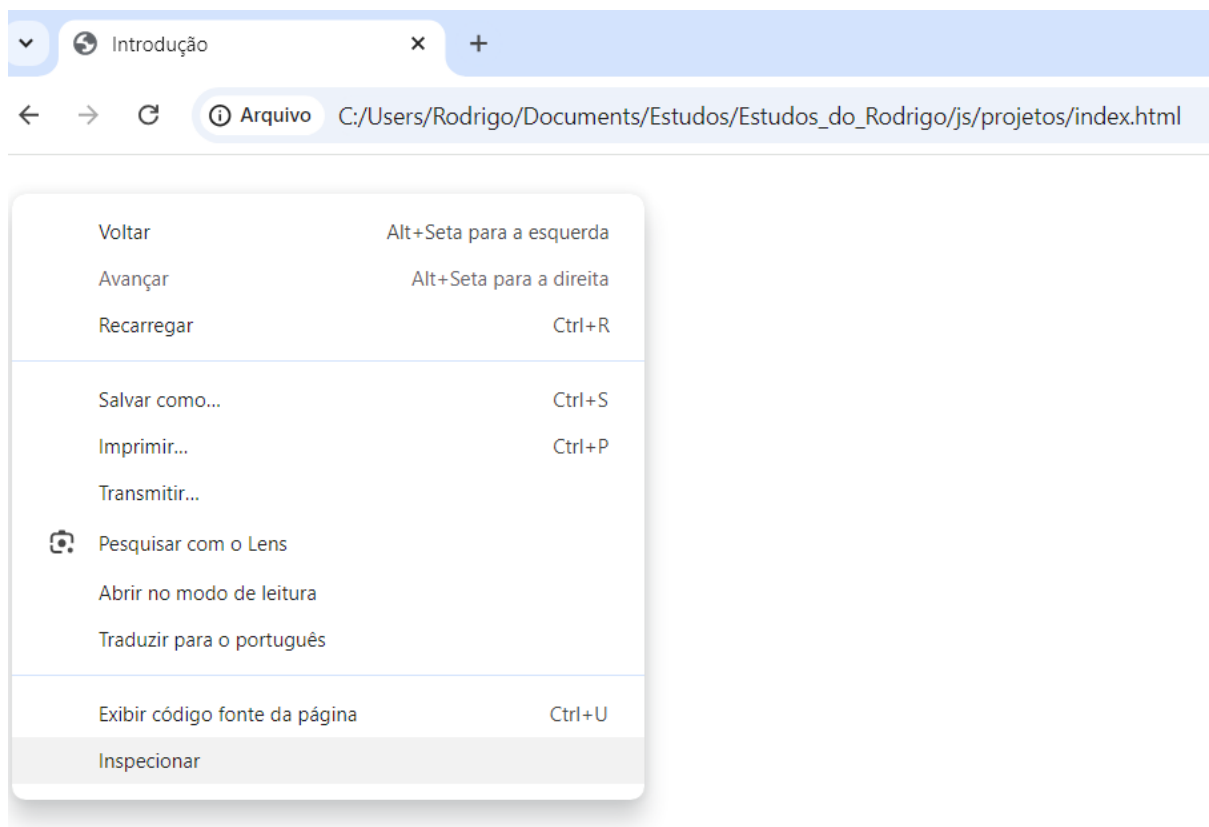 Introdução
Arquivo C:/Users/Rodrigo/Documents/Estudos/Estudos_do_Rodrigo/js/projetos/index.html
Voltar Alt+Seta para a esquerda
Avançar Alt+Seta para a direita
Recarregar Ctrl+R
Salvar como... Ctrl+S
Imprimir... Ctrl+P
Transmitir...
Pesquisar com o Lens
Abrir no modo de leitura
Traduzir para o português
Exibir código fonte da página Ctrl+U
Inspecionar